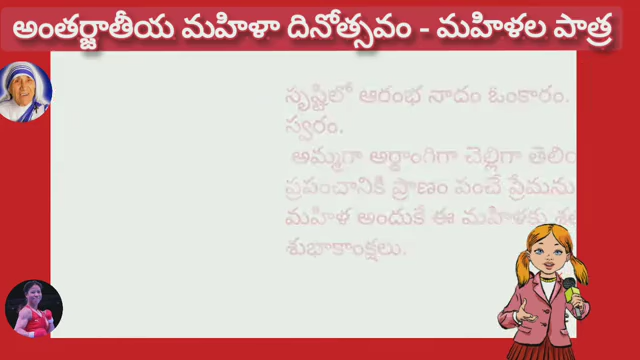 అంతర్జాతీయ మహిళా దినోత్సవం - మహిళల పాత్ర
సృష్టిలో ఆరంభ నాదం ఓంకారం.
స్వరం.
అమ్మగా అర్ధాంగిగా చెల్లిగా
ప్రపంచానికి ప్రాణం పంచే ప్రేమను
మహిళ అందుకే ఈ మహిళకు
శుభాకాంక్షలు.